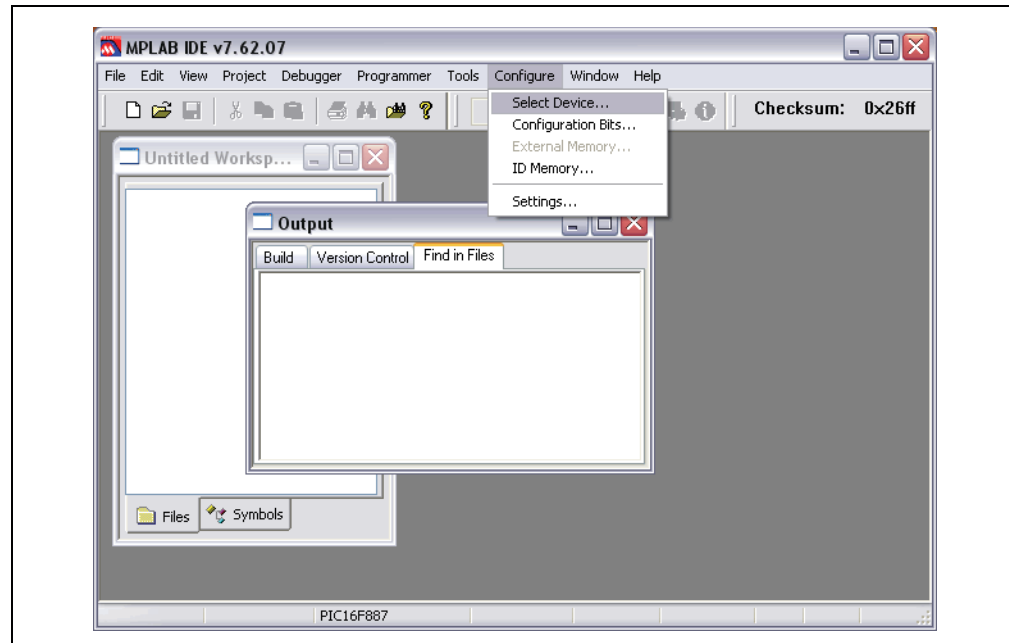 MPLAB IDE v7.62.07
File Edit View Project Debugger Programmer Tools Configure Window Help
Checksum: 0x26ff
Select Device...
Configuration Bits...
External Memory...
ID Memory...
Settings...
Untitled Worksp...
Output
Build Version Control Find in Files
Files Symbols
PIC16F887